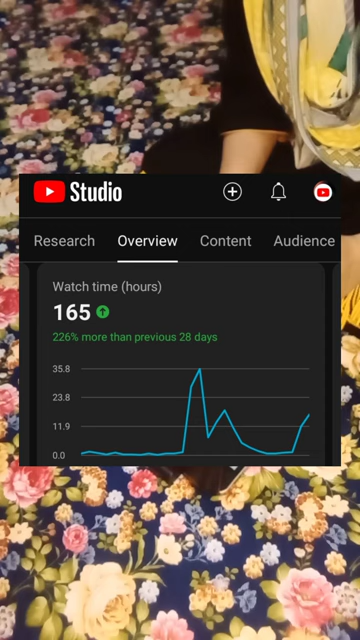 Studio
Research Overview Content Audience
Watch time (hours)
165
226% more than previous 28 days
35.8
23.8
11.9
0.0